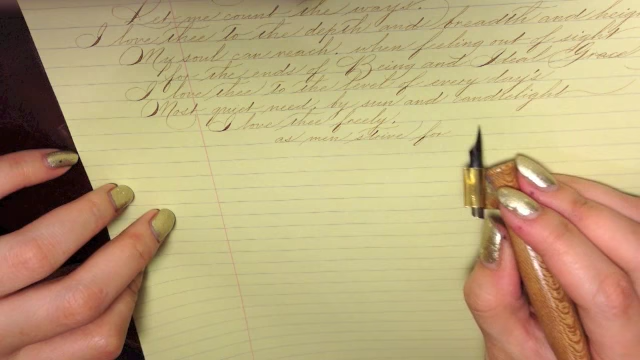 Let me count the ways.
I love thee to the depth and breadth and heig
My soul can reach, when feeling out of sight
For the ends of Being and Ideal Grace
I love thee to the level of every day's
Most quiet need, by sun and candlelight
I love thee freely,
as men strive for